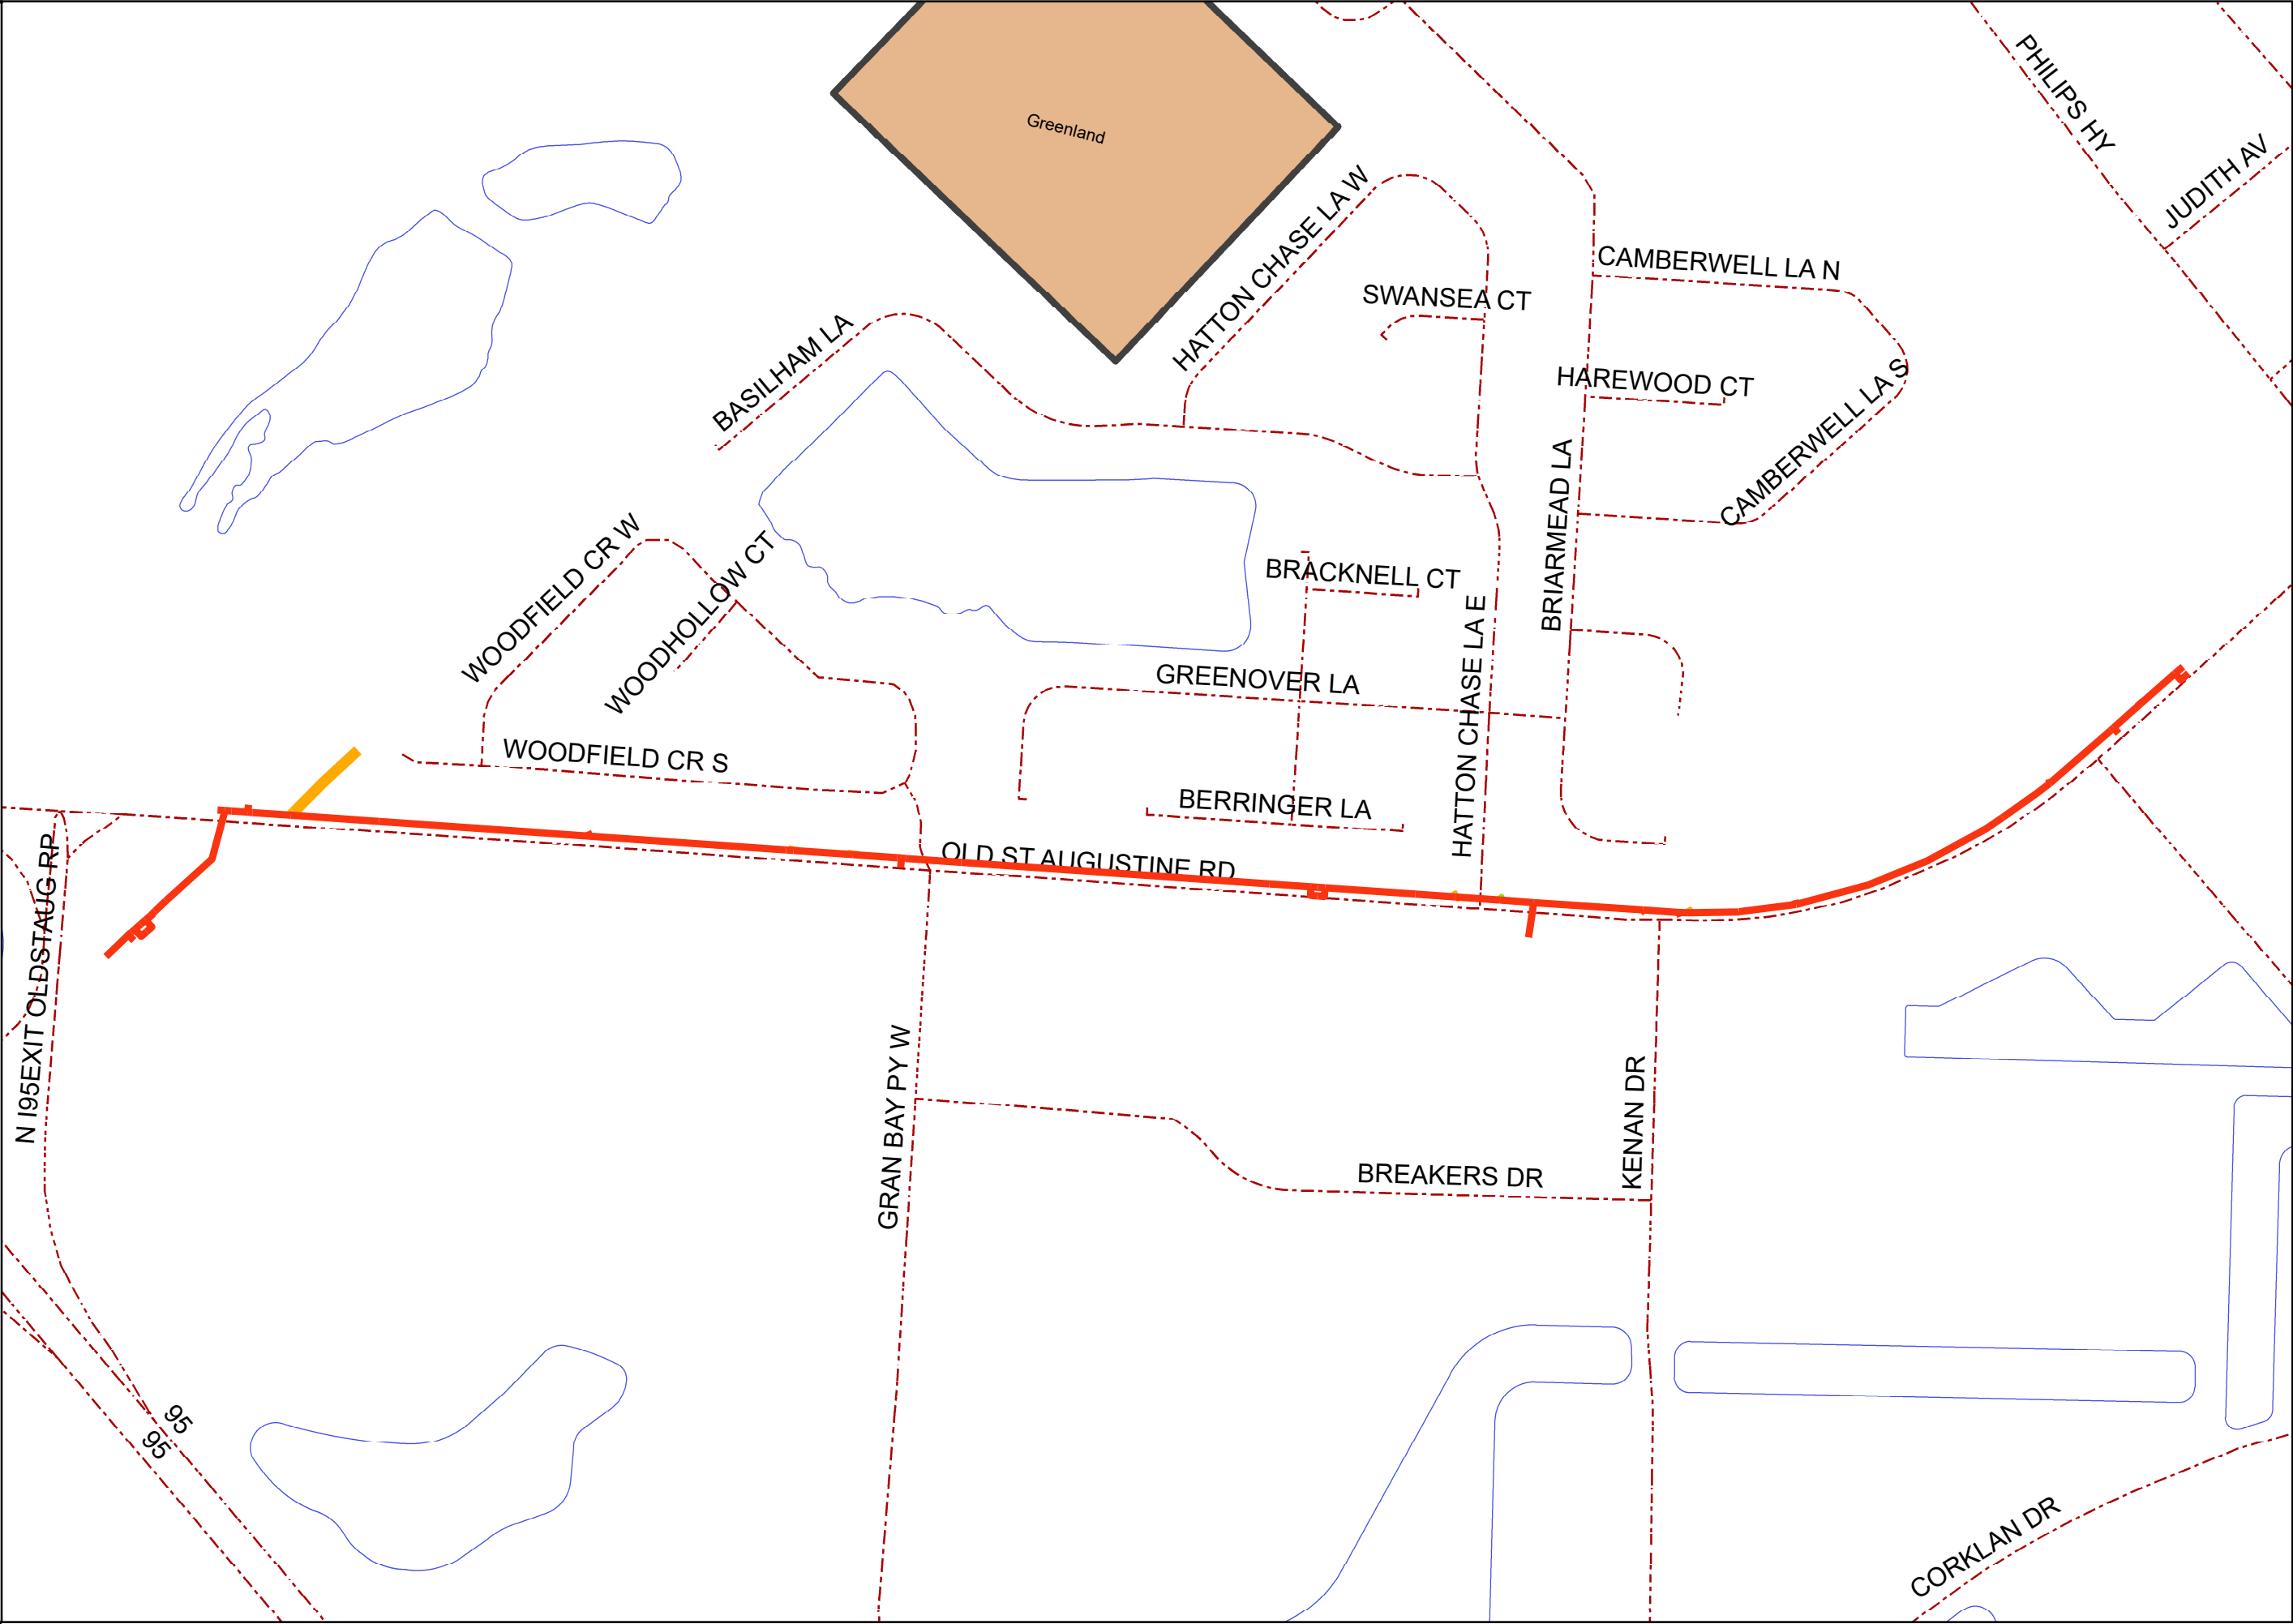 PHILIPS HY
Greenland
JUDITH AV
HATTON CHASE LA W
CAMBERWELL LA N
SWANSEA CT
BASILHAM LA
HAREWOOD CT
CAMBERWELL LA S
BRIARMEAD LA
WOODFIELD CR W
WOODHOLLOW CT
BRACKNELL CT
GREENOVER LA
HATTON CHASE LA E
WOODFIELD CR S
BERRINGER LA
OLD ST AUGUSTINE RD
N I95EXIT OLDSTAUG RP
GRAN BAY PY W
KENAN DR
BREAKERS DR
95
95
CORKLAN DR